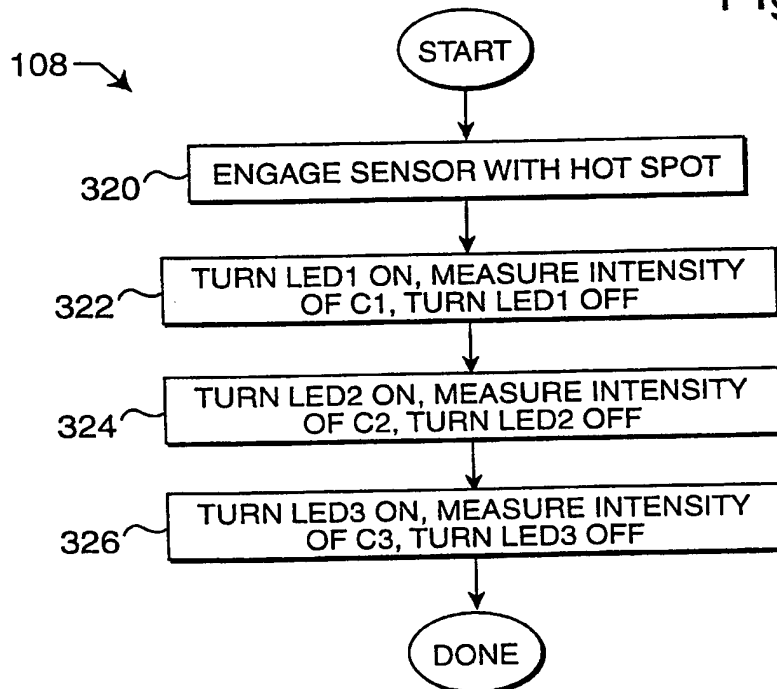 Fig
START
108
ENGAGE SENSOR WITH HOT SPOT
320
TURN LED1 ON, MEASURE INTENSITY
OF C1, TURN LED1 OFF
322
TURN LED2 ON, MEASURE INTENSITY
OF C2, TURN LED2 OFF
324
TURN LED3 ON, MEASURE INTENSITY
OF C3, TURN LED3 OFF
326
DONE